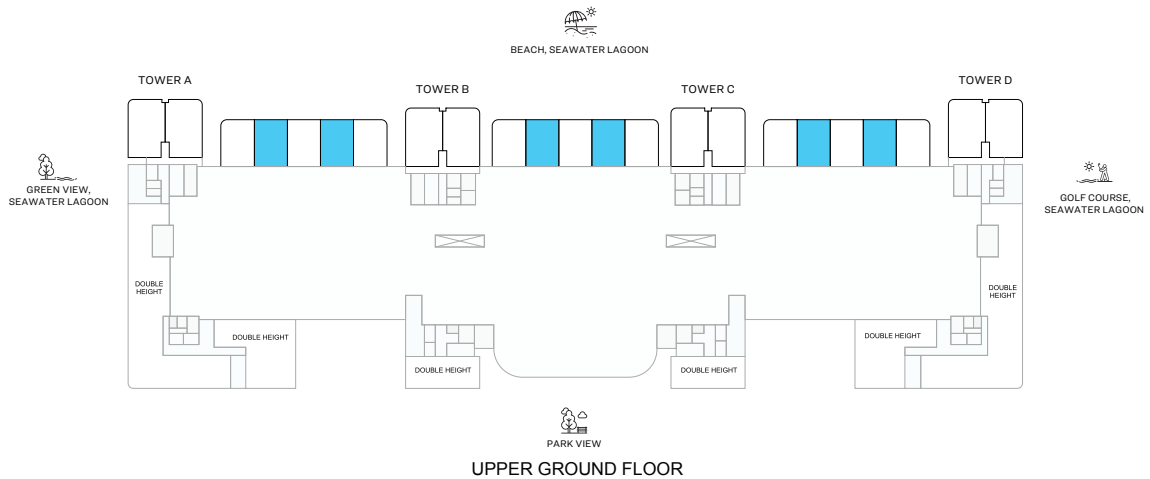 BEACH, SEAWATER LAGOON
TOWER A
TOWER B
TOWER C
TOWER D
GREEN VIEW,
SEAWATER LAGOON
GOLF COURSE,
SEAWATER LAGOON
DOUBLE
HEIGHT
DOUBLE
HEIGHT
DOUBLE HEIGHT
DOUBLE HEIGHT
DOUBLE HEIGHT
DOUBLE HEIGHT
PARK VIEW
UPPER GROUND FLOOR